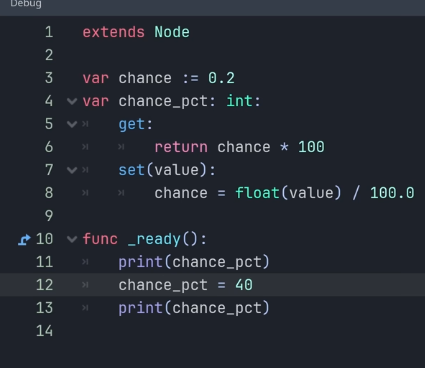 Debug
1 extends Node
2
3 var chance := 0.2
4 var chance_pct: int:
5 get:
6 return chance * 100
7 set(value):
8 chance = float(value) / 100.0
9
10 func _ready():
11 print(chance_pct)
12 chance_pct = 40
13 print(chance_pct)
14